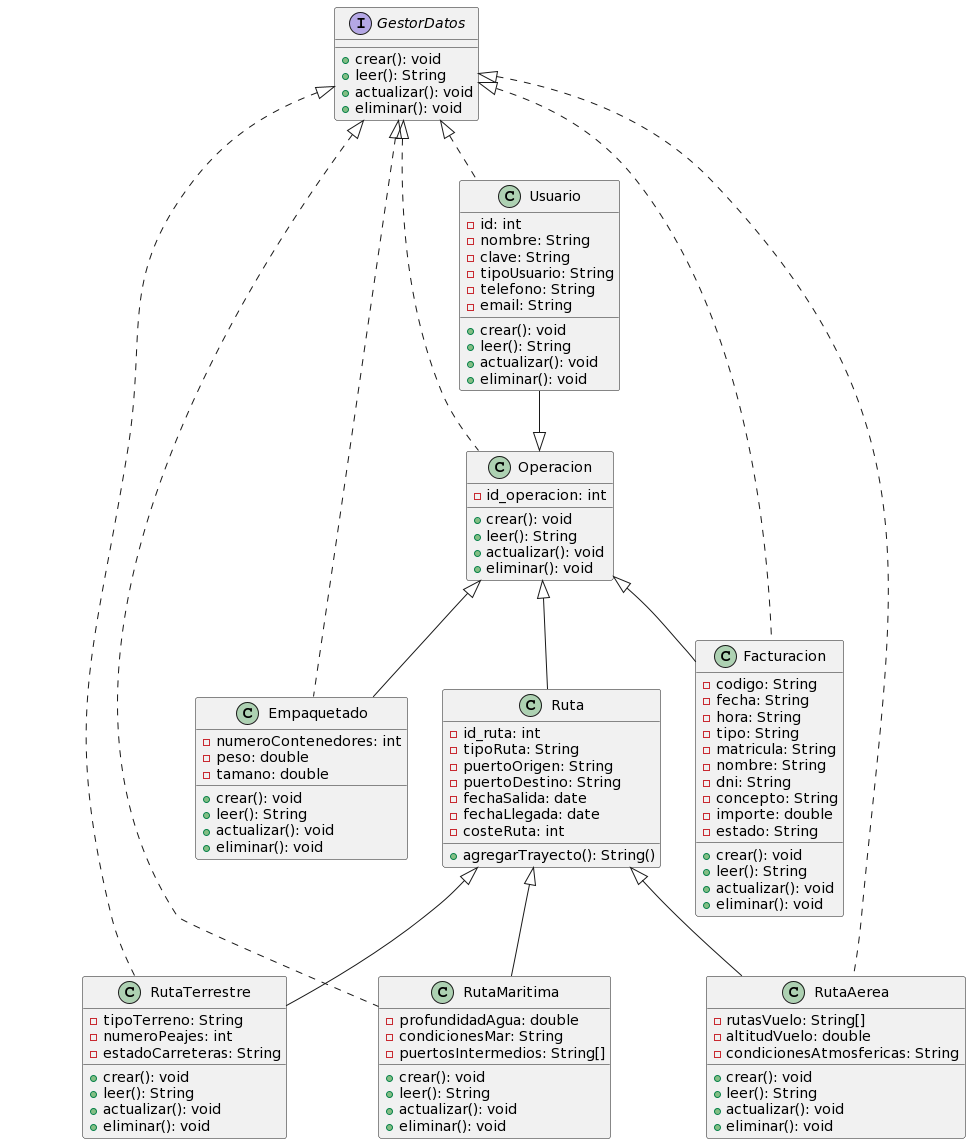 I GestorDatos
crear(): void
leer(): String
actualizar(): void
eliminar(): void
C Usuario
id: int
nombre: String
clave: String
tipoUsuario: String
telefono: String
email: String
crear(): void
leer(): String
actualizar(): void
eliminar(): void
C Operacion
id_operacion: int
crear(): void
leer(): String
actualizar(): void
eliminar(): void
C Empaquetado
numeroContenedores: int
peso: double
tamano: double
crear(): void
leer(): String
actualizar(): void
eliminar(): void
C Ruta
id_ruta: int
tipoRuta: String
puertoOrigen: String
puertoDestino: String
fechaSalida: date
fechaLlegada: date
costeRuta: int
agregarTrayecto(): String()
C Facturacion
codigo: String
fecha: String
hora: String
tipo: String
matricula: String
nombre: String
dni: String
concepto: String
importe: double
estado: String
crear(): void
leer(): String
actualizar(): void
eliminar(): void
C RutaTerrestre
tipoTerreno: String
numeroPeajes: int
estadoCarreteras: String
crear(): void
leer(): String
actualizar(): void
eliminar(): void
C RutaMaritima
profundidadAgua: double
condicionesMar: String
puertosIntermedios: String[]
crear(): void
leer(): String
actualizar(): void
eliminar(): void
C RutaAerea
rutasVuelo: String[]
altitudVuelo: double
condicionesAtmosfericas: String
crear(): void
leer(): String
actualizar(): void
eliminar(): void